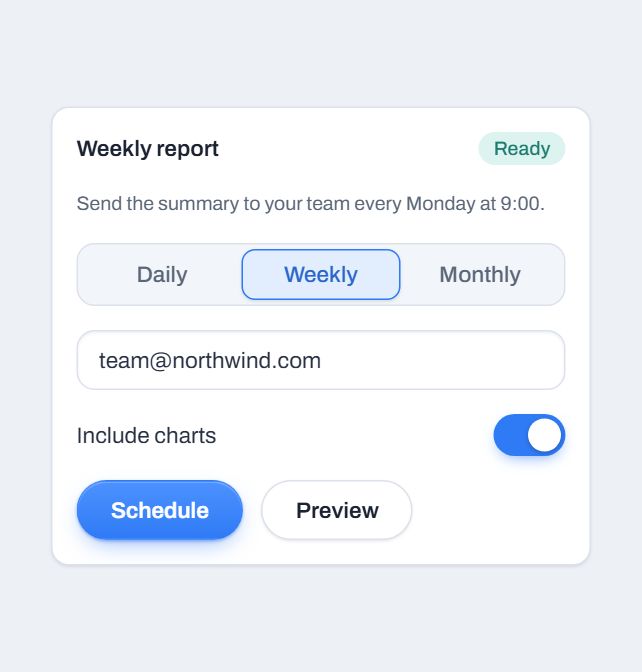 Weekly report
Ready
Send the summary to your team every Monday at 9:00.
Daily
Weekly
Monthly
team@northwind.com
Include charts
Schedule
Preview